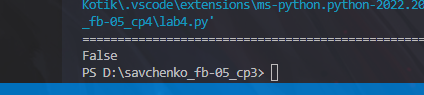 Kotik\.vscode\extensions\ms-python.python-2022.20
_fb-05_cp4\lab4.py'
=====================================================
False
PS D:\savchenko_fb-05_cp3>